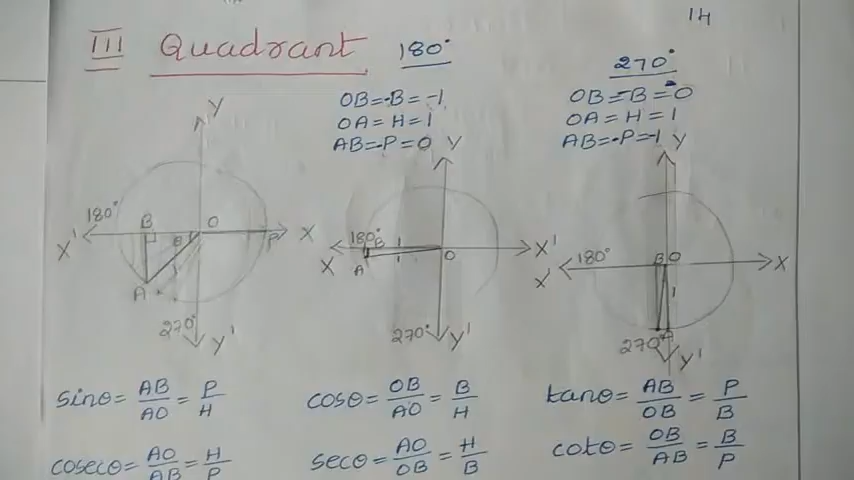 14
III Quadrant 180° 270°
OB=-B=-1
OA=H=1
AB=-P=0
OB=-B=-0
OA=H=1
AB=-P=-1
Y
180° B O X
X' θ P
A
270° Y'
Y
180° B X'
X A O
270° Y'
Y
180° B O X
X'
1
270° A
Y'
sinθ = AB/AO = P/H
cosθ = OB/AO = B/H
tanθ = AB/OB = P/B
cosecθ = AO/AB = H/P
secθ = AO/OB = H/B
cotθ = OB/AB = B/P